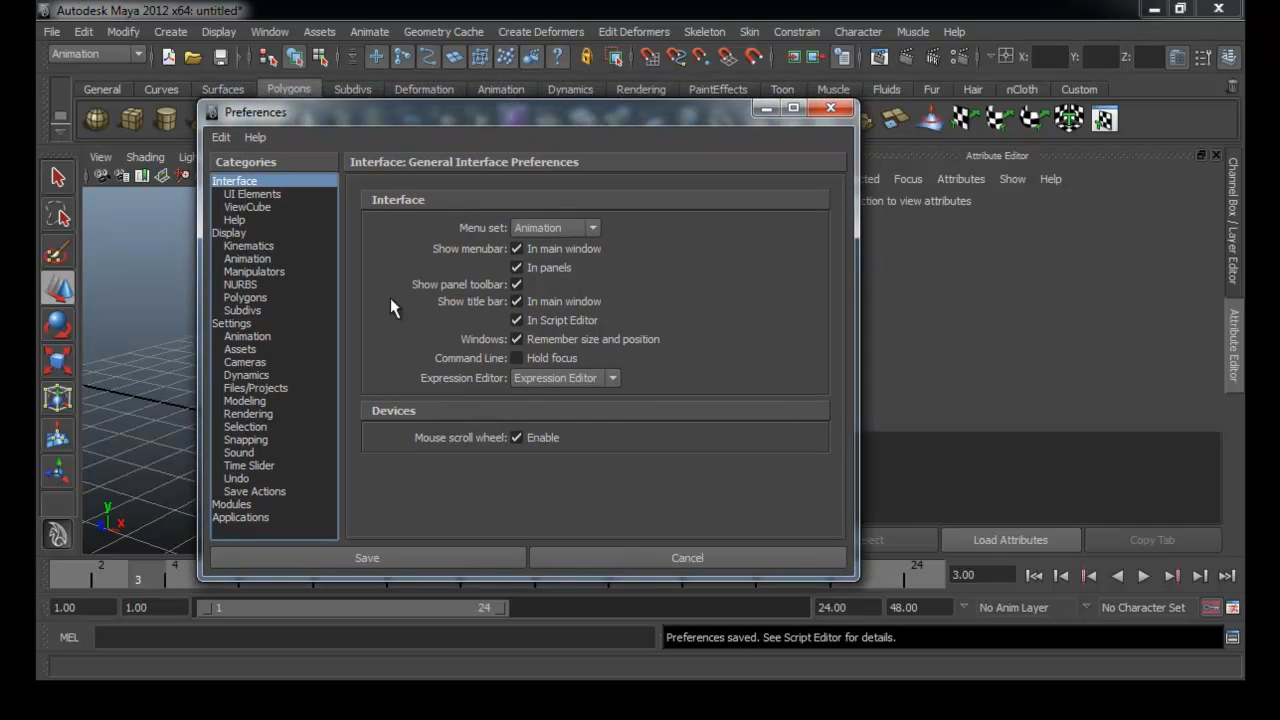 Autodesk Maya 2012 x64: untitled*
File Edit Modify Create Display Window Assets Animate Geometry Cache Create Deformers Edit Deformers Skeleton Skin Constrain Character Muscle Help
Animation X: Y: Z:
General Curves Surfaces Polygons Subdivs Deformation Animation Dynamics Rendering PaintEffects Toon Muscle Fluids Fur Hair nCloth Custom
Preferences
Edit Help
View Shading Attribute Editor
Categories Interface: General Interface Preferences
Focus Attributes Show Help
Interface
UI Elements
ViewCube
Help
Display
Kinematics
Animation
Manipulators
NURBS
Polygons
Subdivs
Settings
Animation
Assets
Cameras
Dynamics
Files/Projects
Modeling
Rendering
Selection
Snapping
Sound
Time Slider
Undo
Save Actions
Modules
Applications
Interface
Menu set: Animation
Show menubar: In main window
In panels
Show panel toolbar:
Show title bar: In main window
In Script Editor
Windows: Remember size and position
Command Line: Hold focus
Expression Editor: Expression Editor
Devices
Mouse scroll wheel: Enable
Save Cancel
to view attributes
Channel Box / Layer Editor
Attribute Editor
Load Attributes Copy Tab
y
x
2 3 4 24 3.00
1.00 1.00 1 24 24.00 48.00 No Anim Layer No Character Set
MEL Preferences saved. See Script Editor for details.